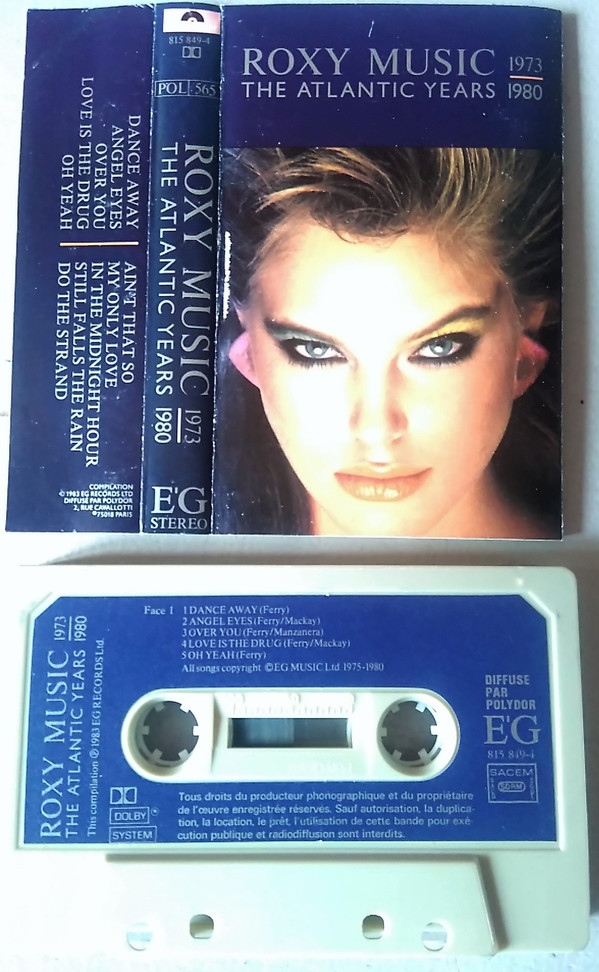 815 849-4
POL 565
ROXY MUSIC 1973
THE ATLANTIC YEARS 1980
E'G
STEREO
DANCE AWAY
ANGEL EYES
OVER YOU
LOVE IS THE DRUG
OH YEAH
AIN'T THAT SO
MY ONLY LOVE
IN THE MIDNIGHT HOUR
STILL FALLS THE RAIN
DO THE STRAND
COMPILATION
© 1983 EG RECORDS LTD
DIFFUSÉ PAR POLYDOR
2, RUE CAVALLOTTI
75018 PARIS
ROXY MUSIC 1973
THE ATLANTIC YEARS 1980
ROXY MUSIC 1973
THE ATLANTIC YEARS 1980
This compilation ℗ 1983 EG RECORDS Ltd.
Face 1
1 DANCE AWAY (Ferry)
2 ANGEL EYES (Ferry/Mackay)
3 OVER YOU (Ferry/Manzanera)
4 LOVE IS THE DRUG (Ferry/Mackay)
5 OH YEAH (Ferry)
All songs copyright © EG MUSIC Ltd 1975-1980
DIFFUSE
PAR
POLYDOR
E'G
815 849-4
SACEM
SDRM
DOLBY
SYSTEM
Tous droits du producteur phonographique et du propriétaire
de l'œuvre enregistrée réservés. Sauf autorisation, la duplica-
tion, la location, le prêt, l'utilisation de cette bande pour exé-
cution publique et radiodiffusion sont interdits.